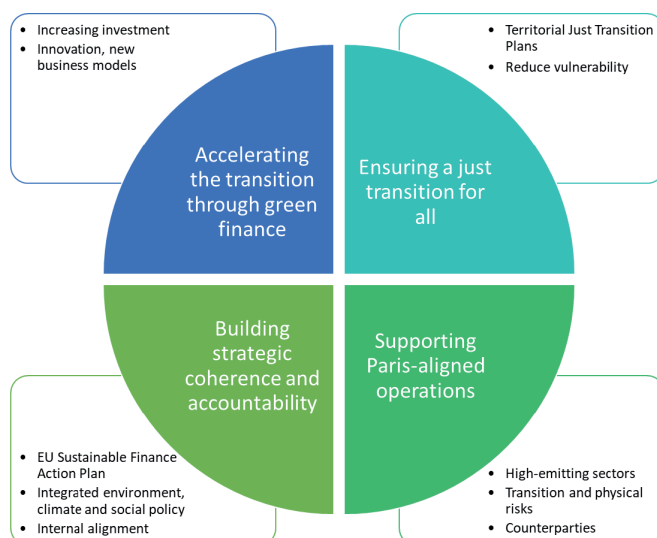 • Increasing investment
• Innovation, new
business models
• Territorial Just Transition
Plans
• Reduce vulnerability
Accelerating
the transition
through green
finance
Ensuring a just
transition for
all
Building
strategic
coherence and
accountability
Supporting
Paris-aligned
operations
• EU Sustainable Finance
Action Plan
• Integrated environment,
climate and social policy
• Internal alignment
• High-emitting sectors
• Transition and physical
risks
• Counterparties